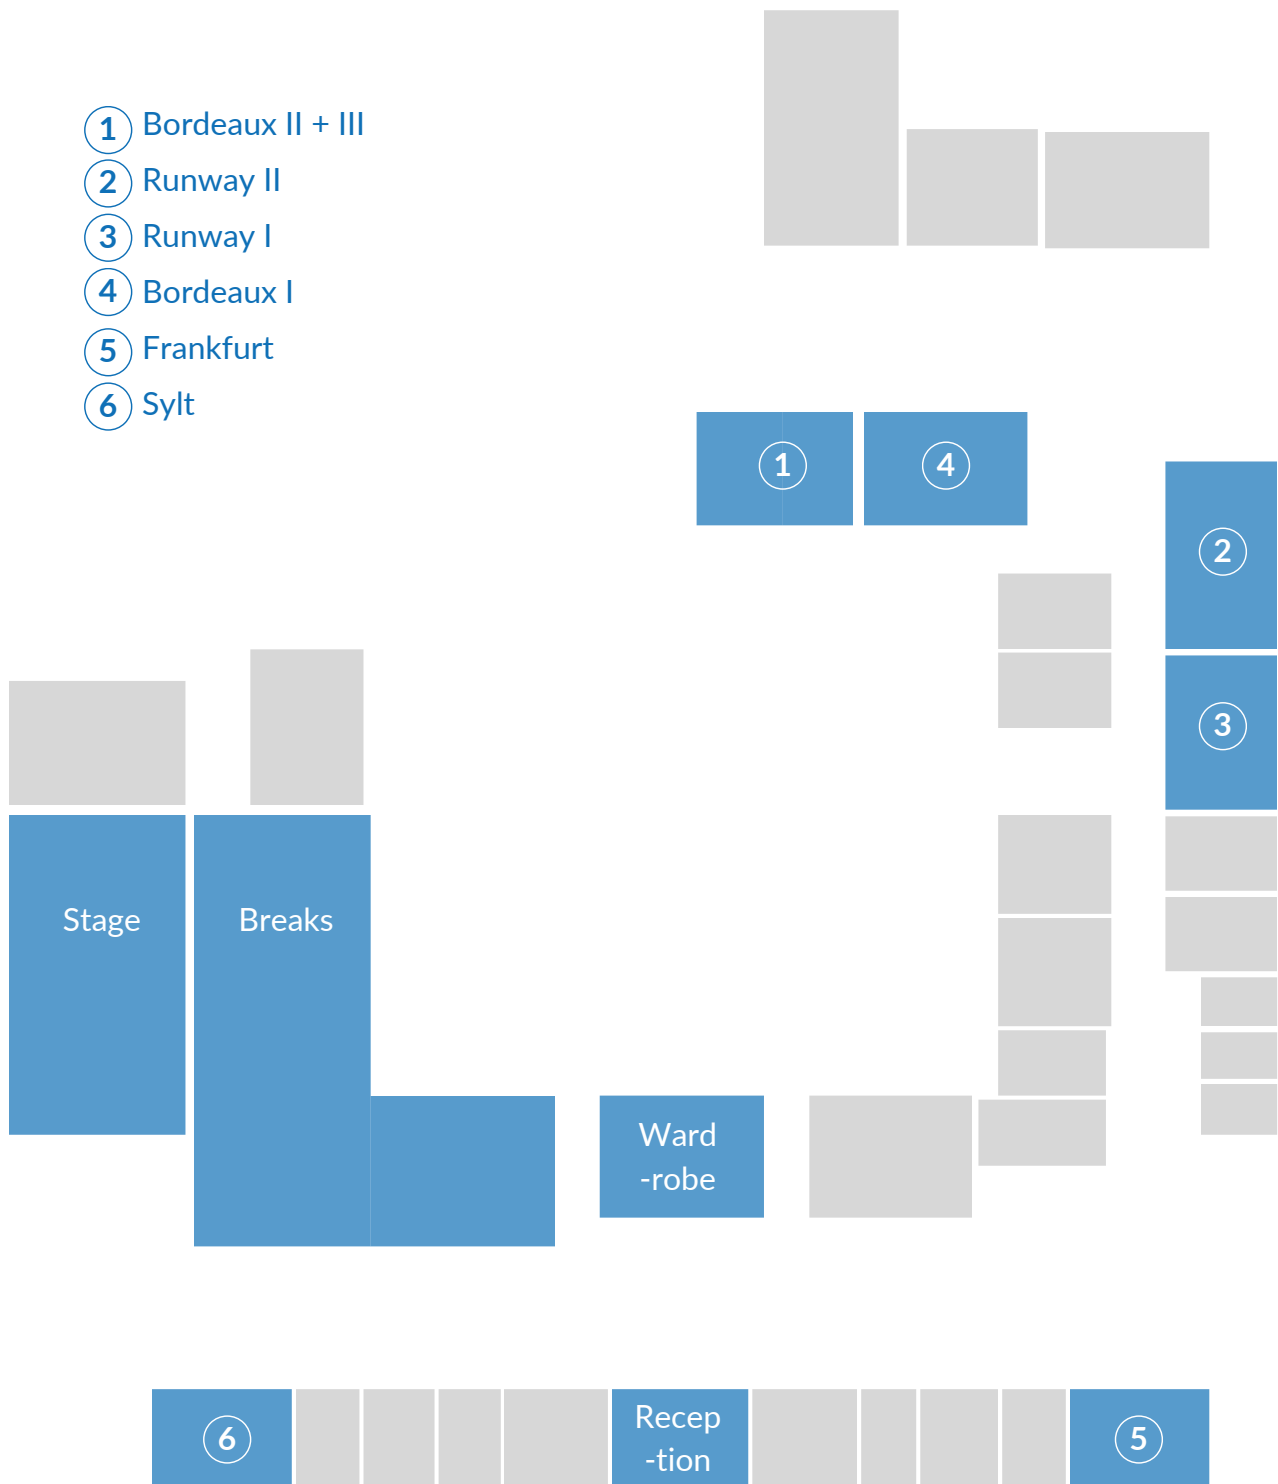 1 Bordeaux II + III
2 Runway II
3 Runway I
4 Bordeaux I
5 Frankfurt
6 Sylt
1
4
2
3
Stage
Breaks
Ward
-robe
6
Recep
-tion
5